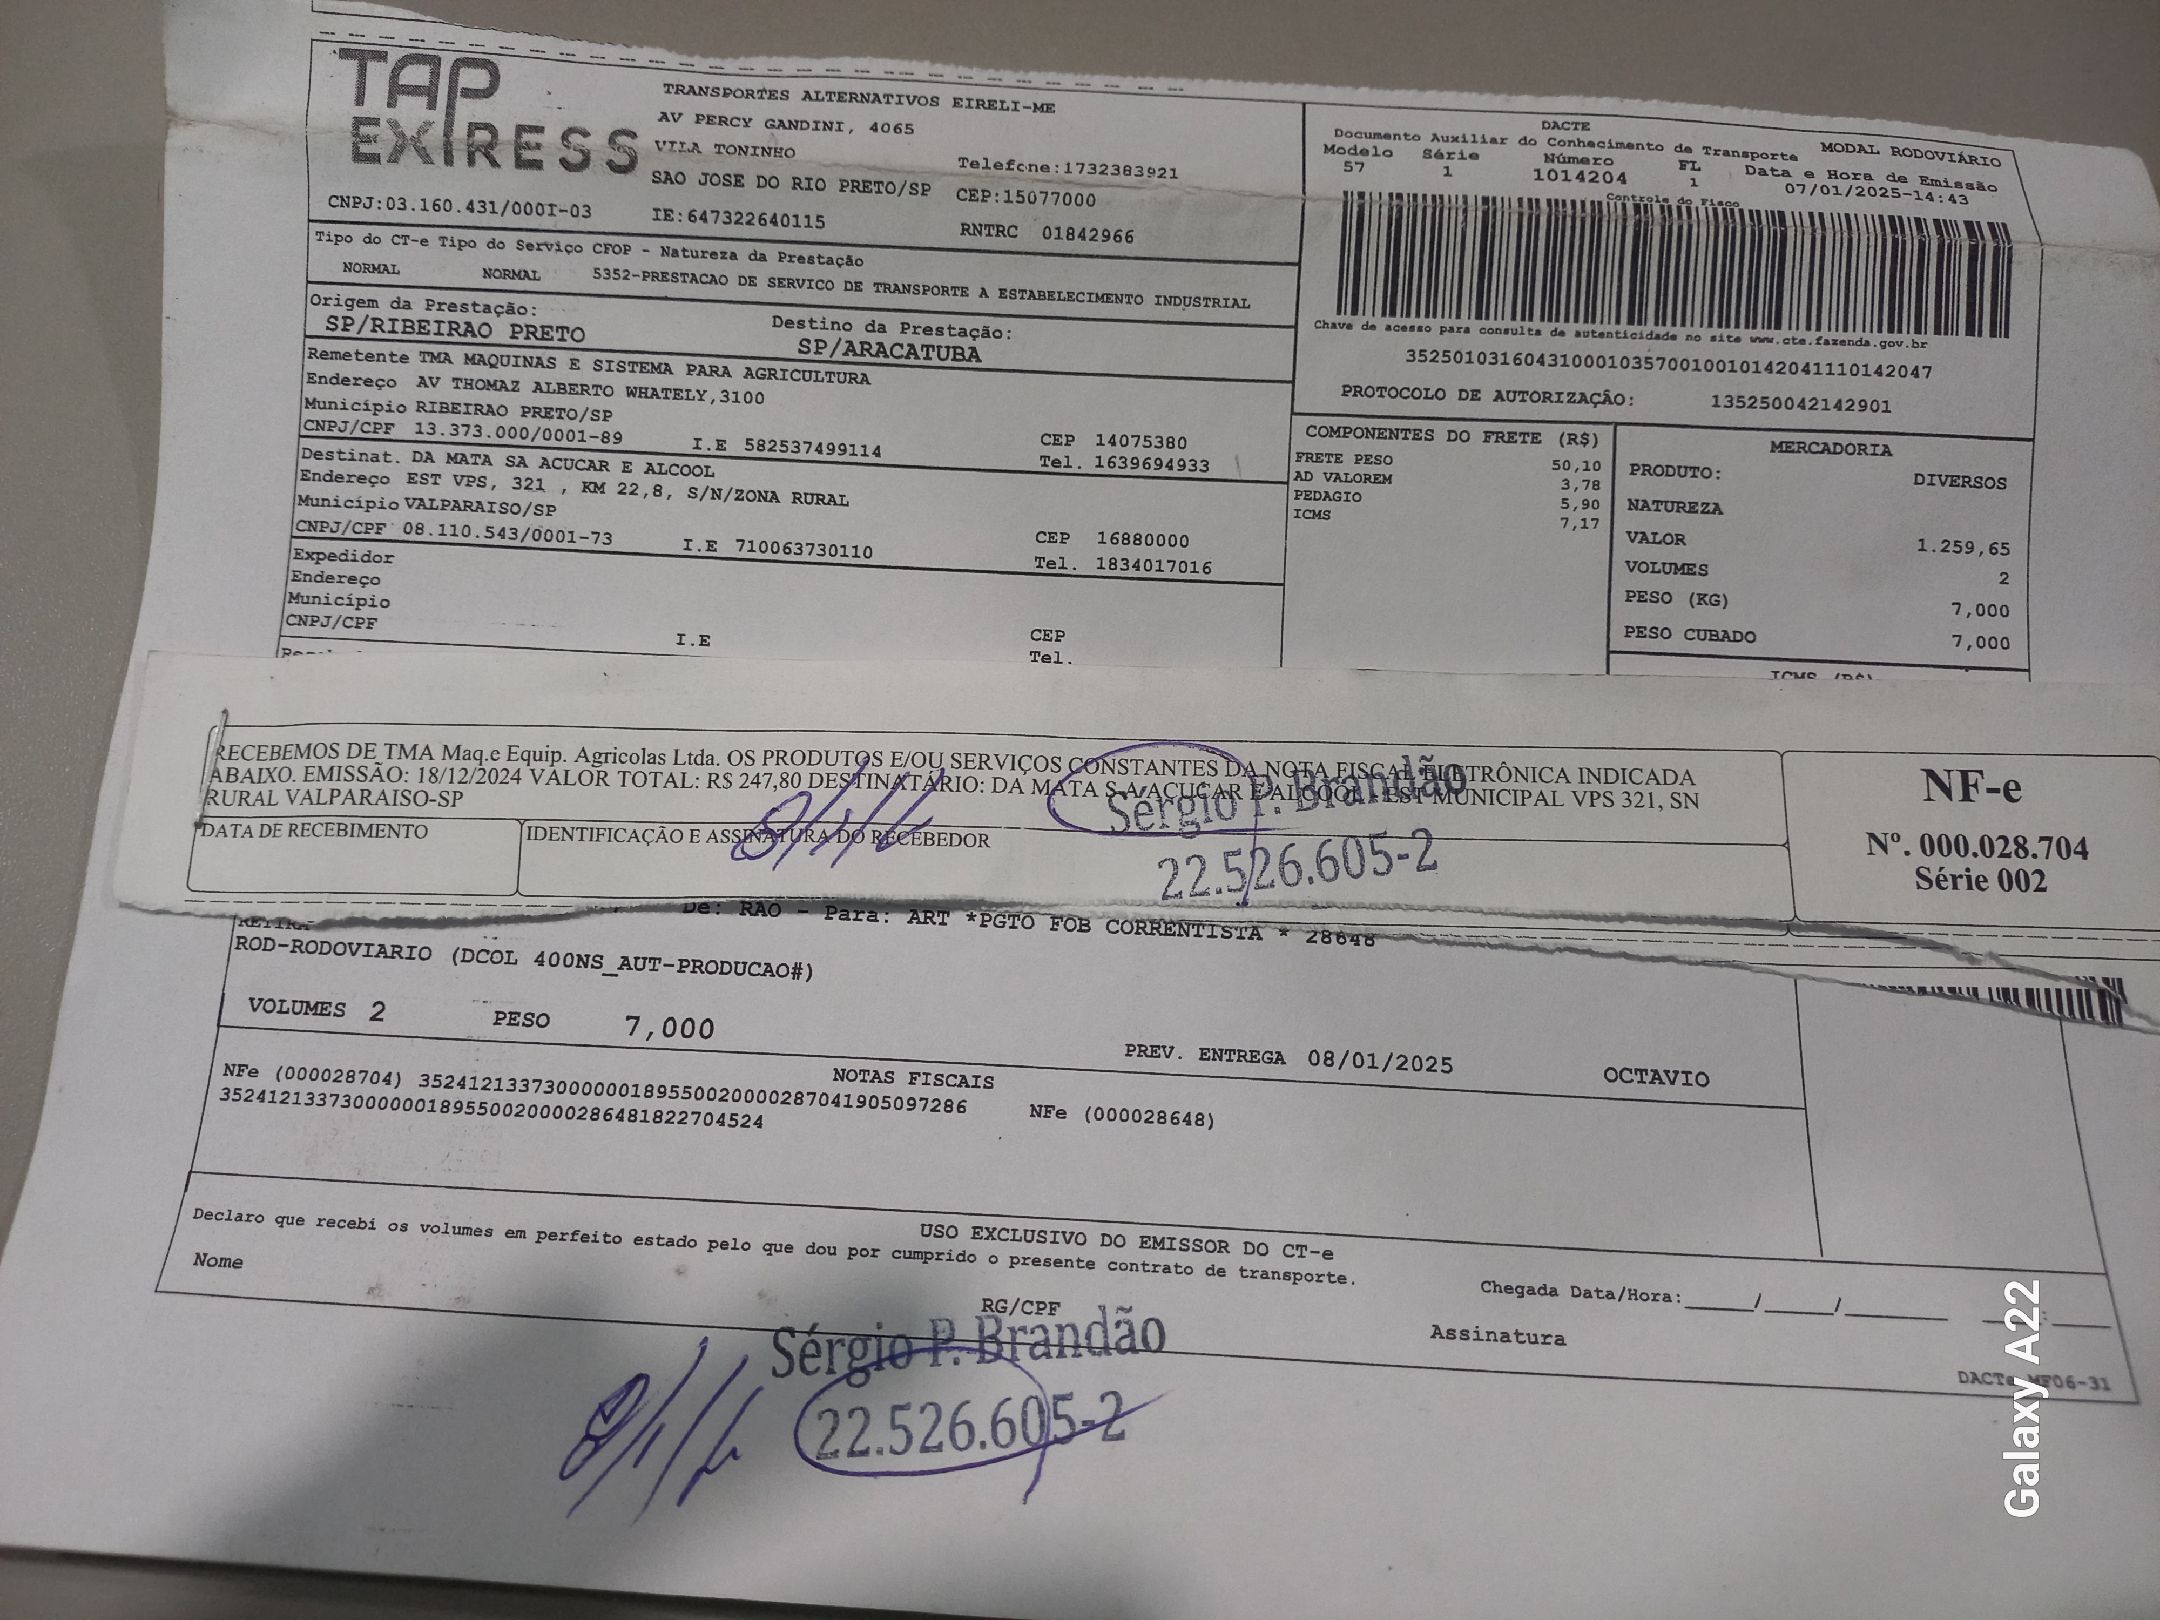 TAP EXPRESS
TRANSPORTES ALTERNATIVOS EIRELI-ME
AV PERCY GANDINI, 4065
VILA TONINHO
Telefone:1732383921
SAO JOSE DO RIO PRETO/SP CEP:15077000
CNPJ:03.160.431/0001-03 IE:647322640115 RNTRC 01842966
DACTE
Documento Auxiliar do Conhecimento de Transporte MODAL RODOVIÁRIO
Modelo Série Número FL Data e Hora de Emissão
57 1 1014204 1 07/01/2025-14:43
Controle do Fisco
Chave de acesso para consulta de autenticidade no site www.cte.fazenda.gov.br
35250103160431000103570010010142041110142047
PROTOCOLO DE AUTORIZAÇÃO: 135250042142901
Tipo do CT-e Tipo do Serviço CFOP - Natureza da Prestação
NORMAL NORMAL 5352-PRESTACAO DE SERVICO DE TRANSPORTE A ESTABELECIMENTO INDUSTRIAL
Origem da Prestação: Destino da Prestação:
SP/RIBEIRAO PRETO SP/ARACATUBA
Remetente TMA MAQUINAS E SISTEMA PARA AGRICULTURA
Endereço AV THOMAZ ALBERTO WHATELY,3100
Município RIBEIRAO PRETO/SP CEP 14075380
CNPJ/CPF 13.373.000/0001-89 I.E 582537499114 Tel. 1639694933
Destinat. DA MATA SA ACUCAR E ALCOOL
Endereço EST VPS, 321 , KM 22,8, S/N/ZONA RURAL
Município VALPARAISO/SP CEP 16880000
CNPJ/CPF 08.110.543/0001-73 I.E 710063730110 Tel. 1834017016
Expedidor
Endereço
Município CEP
CNPJ/CPF I.E Tel.
COMPONENTES DO FRETE (R$)
FRETE PESO 50,10
AD VALOREM 3,78
PEDAGIO 5,90
ICMS 7,17
MERCADORIA
PRODUTO: DIVERSOS
NATUREZA
VALOR 1.259,65
VOLUMES 2
PESO (KG) 7,000
PESO CUBADO 7,000
ICMS (R$)
RECEBEMOS DE TMA Maq.e Equip. Agricolas Ltda. OS PRODUTOS E/OU SERVIÇOS CONSTANTES DA NOTA FISCAL ELETRÔNICA INDICADA
ABAIXO. EMISSÃO: 18/12/2024 VALOR TOTAL: R$ 247,80 DESTINATÁRIO: DA MATA S-A/AÇUCAR E ALCOOL - EST MUNICIPAL VPS 321, SN
RURAL VALPARAISO-SP
DATA DE RECEBIMENTO IDENTIFICAÇÃO E ASSINATURA DO RECEBEDOR
Sérgio P. Brandão
22.526.605-2
NF-e
Nº. 000.028.704
Série 002
RETIRA De: RAO - Para: ART *PGTO FOB CORRENTISTA * 28648
ROD-RODOVIARIO (DCOL 400NS_AUT-PRODUCAO#)
VOLUMES 2 PESO 7,000
PREV. ENTREGA 08/01/2025 OCTAVIO
NOTAS FISCAIS
NFe (000028704) 35241213373000000189550020000287041905097286 NFe (000028648)
35241213373000000189550020000286481822704524
USO EXCLUSIVO DO EMISSOR DO CT-e
Declaro que recebi os volumes em perfeito estado pelo que dou por cumprido o presente contrato de transporte.
Nome RG/CPF Chegada Data/Hora:_____/_____/_______ ___:____
Assinatura
Sérgio P. Brandão
22.526.605-2
DACTe MF06-31
Galaxy A22